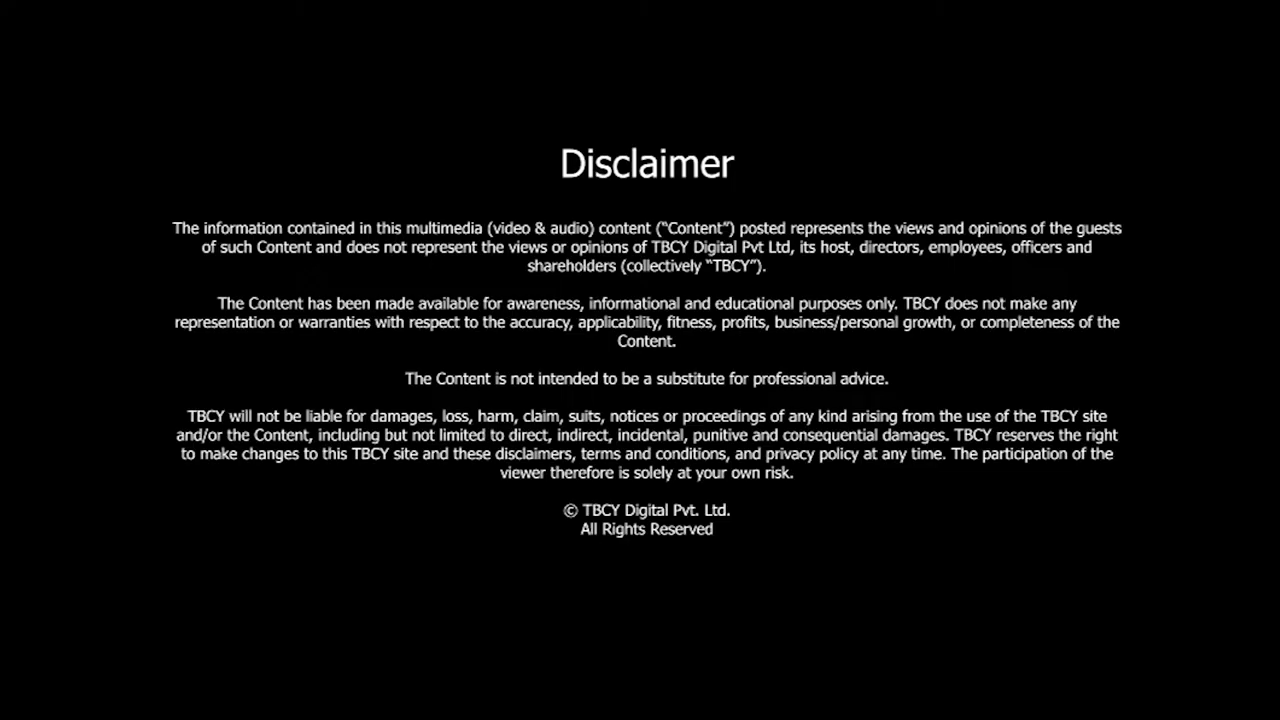 Disclaimer
The information contained in this multimedia (video & audio) content (“Content”) posted represents the views and opinions of the guests
of such Content and does not represent the views or opinions of TBCY Digital Pvt Ltd, its host, directors, employees, officers and
shareholders (collectively “TBCY”).
The Content has been made available for awareness, informational and educational purposes only. TBCY does not make any
representation or warranties with respect to the accuracy, applicability, fitness, profits, business/personal growth, or completeness of the
Content.
The Content is not intended to be a substitute for professional advice.
TBCY will not be liable for damages, loss, harm, claim, suits, notices or proceedings of any kind arising from the use of the TBCY site
and/or the Content, including but not limited to direct, indirect, incidental, punitive and consequential damages. TBCY reserves the right
to make changes to this TBCY site and these disclaimers, terms and conditions, and privacy policy at any time. The participation of the
viewer therefore is solely at your own risk.
© TBCY Digital Pvt. Ltd.
All Rights Reserved